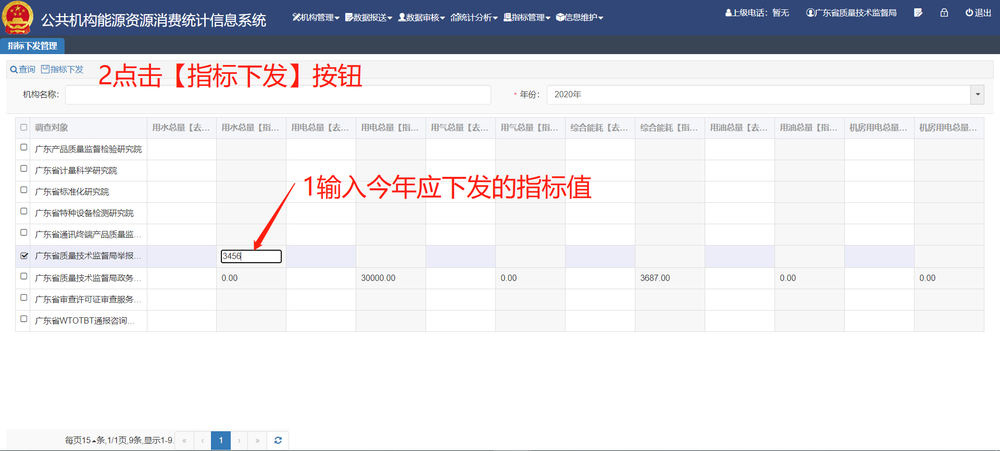 公共机构能源资源消费统计信息系统 机构管理 数据报送 数据审核 统计分析 指标管理 信息维护 上级电话：暂无 广东省质量技术监督局 退出
指标下发管理
查询 指标下发 2点击【指标下发】按钮
机构名称： * 年份： 2020年
调查对象 用水总量【去... 用水总量【指... 用电总量【去... 用电总量【指... 用气总量【去... 用气总量【指... 综合能耗【去... 综合能耗【指... 用油总量【去... 用油总量【指... 机房用电总量... 机房用电总量...
广东产品质量监督检验研究院
广东省计量科学研究院
1输入今年应下发的指标值
广东省标准化研究院
广东省特种设备检测研究院
广东省通讯终端产品质量监...
广东省质量技术监督局举报... 3456
广东省质量技术监督局政务... 0.00 30000.00 0.00 3687.00 0.00 0.00
广东省审查许可证审查服务...
广东省WTOTBT通报咨询...
每页15条,1/1页,9条,显示1-9. « ‹ 1 › »